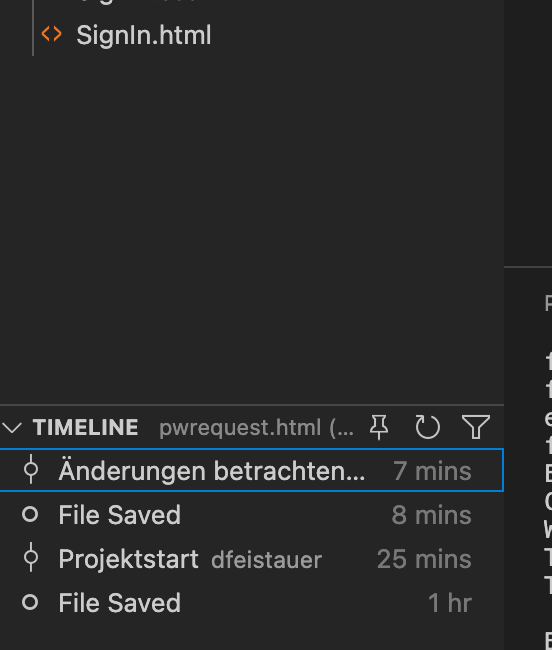 SignIn.html
TIMELINE pwrequest.html (...
Änderungen betrachten... 7 mins
File Saved 8 mins
Projektstart dfeistauer 25 mins
File Saved 1 hr